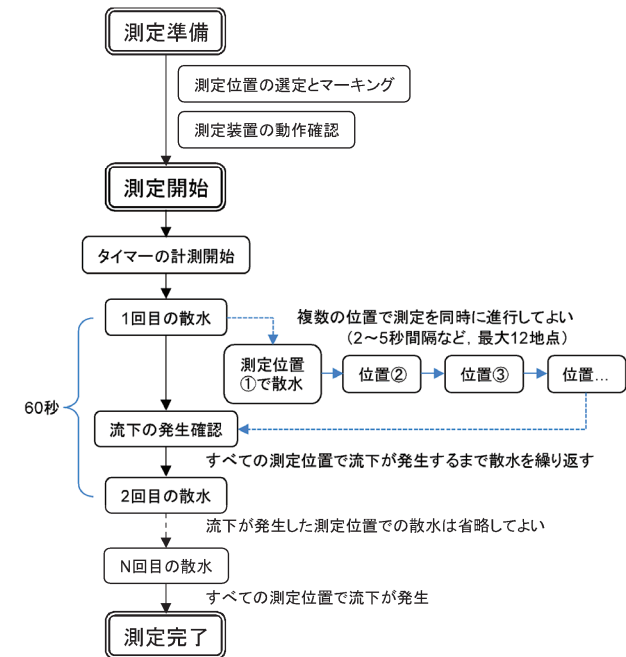 測定準備
測定位置の選定とマーキング
測定装置の動作確認
測定開始
タイマーの計測開始
1回目の散水
複数の位置で測定を同時に進行してよい
（2～5秒間隔など，最大12地点）
測定位置
①で散水
位置②
位置③
位置…
60秒
流下の発生確認
すべての測定位置で流下が発生するまで散水を繰り返す
2回目の散水
流下が発生した測定位置での散水は省略してよい
N回目の散水
すべての測定位置で流下が発生
測定完了